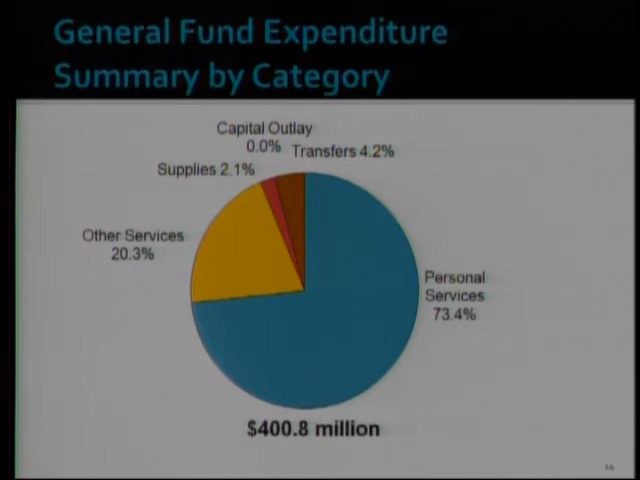 General Fund Expenditure
Summary by Category
Capital Outlay
0.0%
Transfers 4.2%
Supplies 2.1%
Other Services
20.3%
Personal
Services
73.4%
$400.8 million